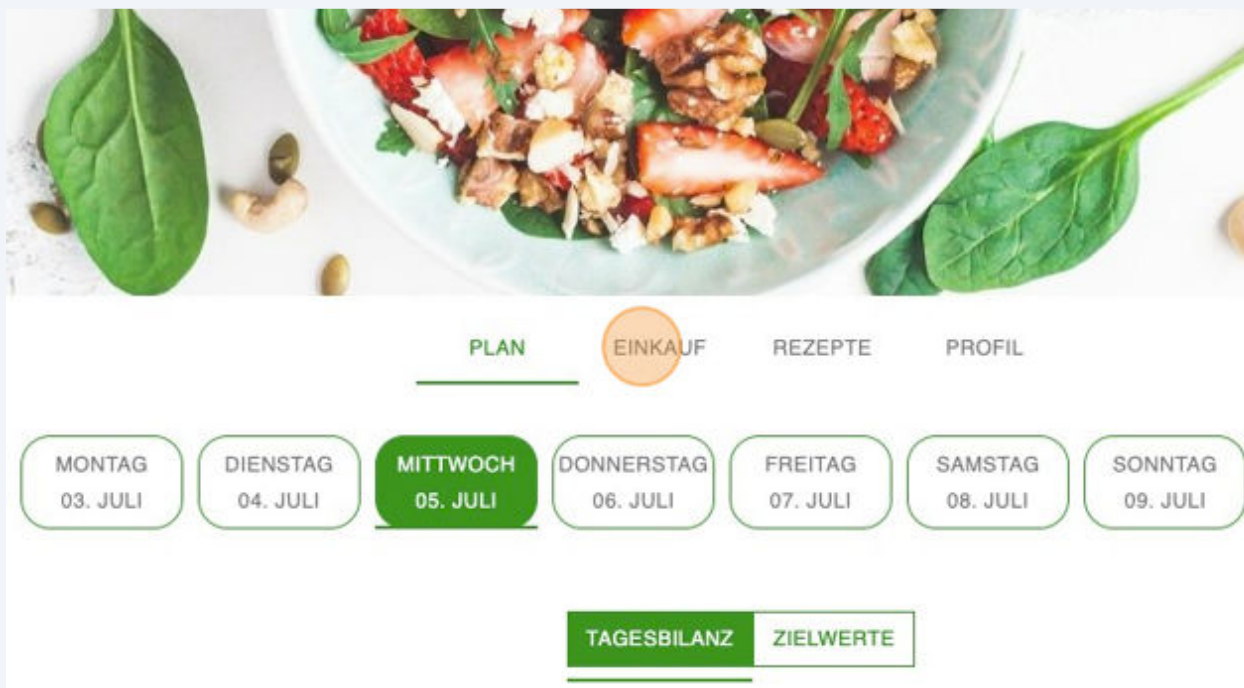 PLAN EINKAUF REZEPTE PROFIL
MONTAG DIENSTAG MITTWOCH DONNERSTAG FREITAG SAMSTAG SONNTAG
03. JULI 04. JULI 05. JULI 06. JULI 07. JULI 08. JULI 09. JULI
TAGESBILANZ ZIELWERTE